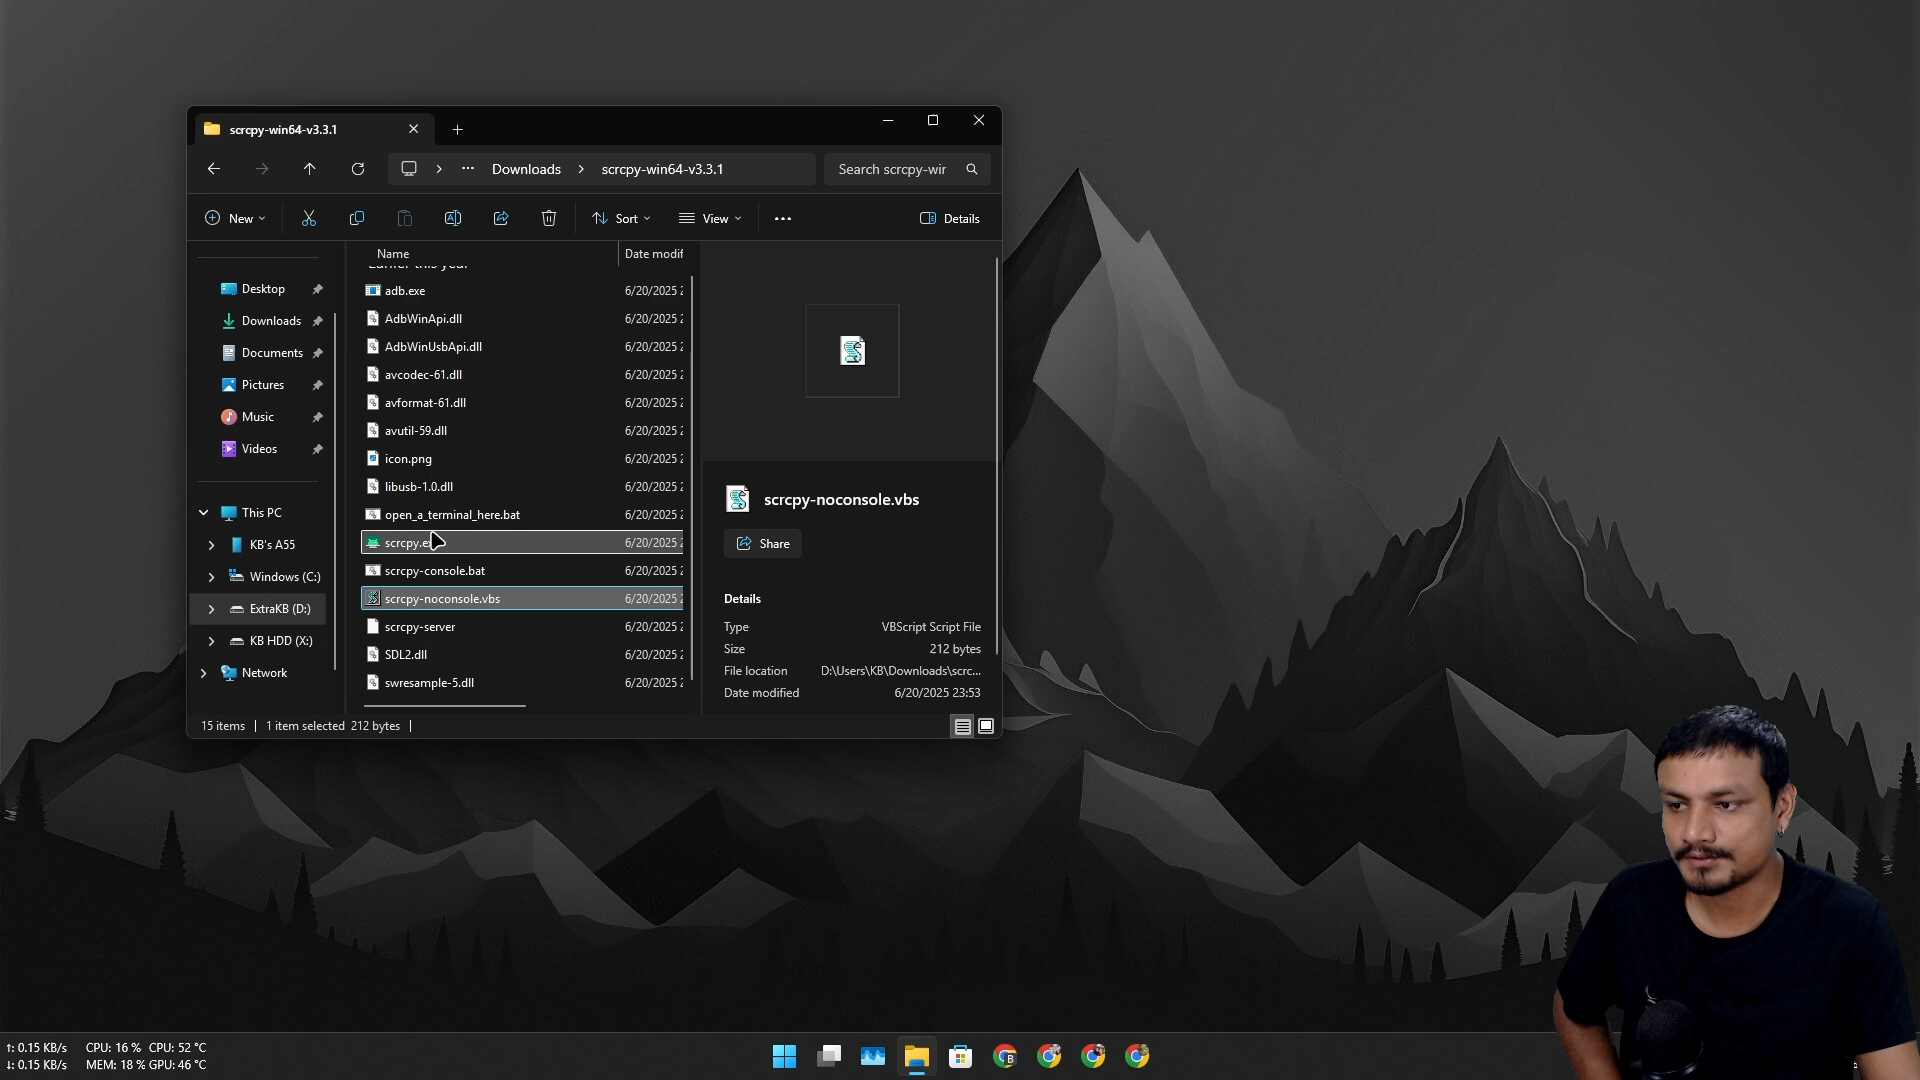 scrcpy-win64-v3.3.1
Downloads
scrcpy-win64-v3.3.1
Search scrcpy-wir
New
Sort
View
Details
Name
Date modif
Earlier this year
Desktop
Downloads
Documents
Pictures
Music
Videos
This PC
KB's A55
Windows (C:)
ExtraKB (D:)
KB HDD (X:)
Network
adb.exe 6/20/2025 2
AdbWinApi.dll 6/20/2025 2
AdbWinUsbApi.dll 6/20/2025 2
avcodec-61.dll 6/20/2025 2
avformat-61.dll 6/20/2025 2
avutil-59.dll 6/20/2025 2
icon.png 6/20/2025 2
libusb-1.0.dll 6/20/2025 2
open_a_terminal_here.bat 6/20/2025 2
scrcpy.e 6/20/2025 2
scrcpy-console.bat 6/20/2025 2
scrcpy-noconsole.vbs 6/20/2025 2
scrcpy-server 6/20/2025 2
SDL2.dll 6/20/2025 2
swresample-5.dll 6/20/2025 2
scrcpy-noconsole.vbs
Share
Details
Type VBScript Script File
Size 212 bytes
File location D:\Users\KB\Downloads\scrc...
Date modified 6/20/2025 23:53
15 items 1 item selected 212 bytes
↑: 0.15 KB/s CPU: 16 % CPU: 52 °C
↓: 0.15 KB/s MEM: 18 % GPU: 46 °C
B